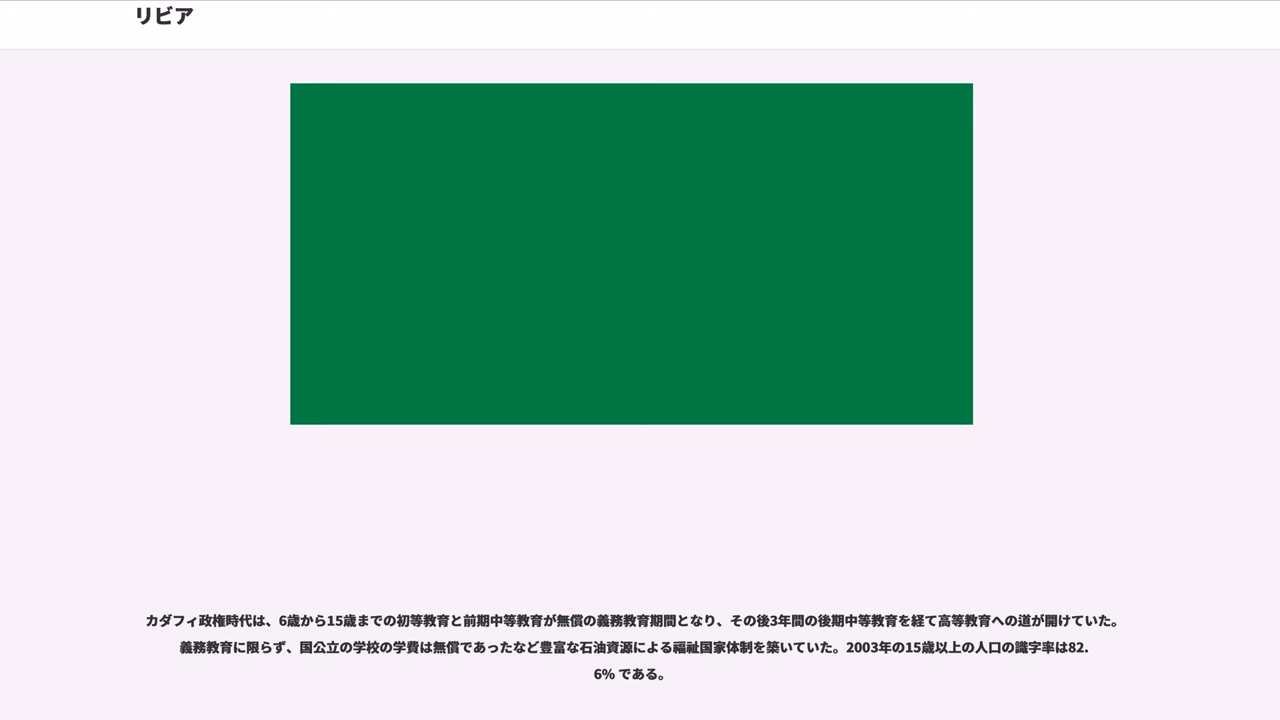 リビア
カダフィ政権時代は、6歳から15歳までの初等教育と前期中等教育が無償の義務教育期間となり、その後3年間の後期中等教育を経て高等教育への道が開けていた。
義務教育に限らず、国公立の学校の学費は無償であったなど豊富な石油資源による福祉国家体制を築いていた。2003年の15歳以上の人口の識字率は82.
6% である。